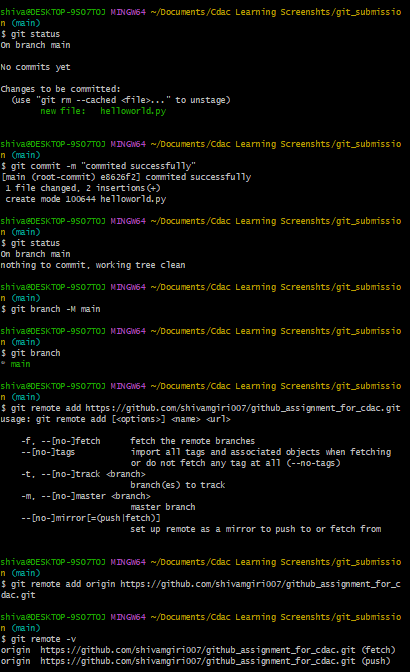 shiva@DESKTOP-9SO7TOJ MINGW64 ~/Documents/Cdac Learning Screenshts/git_submissio
n (main)
$ git status
On branch main
No commits yet
Changes to be committed:
  (use "git rm --cached <file>..." to unstage)
        new file:   helloworld.py
shiva@DESKTOP-9SO7TOJ MINGW64 ~/Documents/Cdac Learning Screenshts/git_submissio
n (main)
$ git commit -m "commited successfully"
[main (root-commit) e8626f2] commited successfully
 1 file changed, 2 insertions(+)
 create mode 100644 helloworld.py
shiva@DESKTOP-9SO7TOJ MINGW64 ~/Documents/Cdac Learning Screenshts/git_submissio
n (main)
$ git status
On branch main
nothing to commit, working tree clean
shiva@DESKTOP-9SO7TOJ MINGW64 ~/Documents/Cdac Learning Screenshts/git_submissio
n (main)
$ git branch -M main
shiva@DESKTOP-9SO7TOJ MINGW64 ~/Documents/Cdac Learning Screenshts/git_submissio
n (main)
$ git branch
* main
shiva@DESKTOP-9SO7TOJ MINGW64 ~/Documents/Cdac Learning Screenshts/git_submissio
n (main)
$ git remote add https://github.com/shivamgiri007/github_assignment_for_cdac.git
usage: git remote add [<options>] <name> <url>
    -f, --[no-]fetch      fetch the remote branches
    --[no-]tags           import all tags and associated objects when fetching
                          or do not fetch any tag at all (--no-tags)
    -t, --[no-]track <branch>
                          branch(es) to track
    -m, --[no-]master <branch>
                          master branch
    --[no-]mirror[=(push|fetch)]
                          set up remote as a mirror to push to or fetch from
shiva@DESKTOP-9SO7TOJ MINGW64 ~/Documents/Cdac Learning Screenshts/git_submissio
n (main)
$ git remote add origin https://github.com/shivamgiri007/github_assignment_for_c
dac.git
shiva@DESKTOP-9SO7TOJ MINGW64 ~/Documents/Cdac Learning Screenshts/git_submissio
n (main)
$ git remote -v
origin  https://github.com/shivamgiri007/github_assignment_for_cdac.git (fetch)
origin  https://github.com/shivamgiri007/github_assignment_for_cdac.git (push)